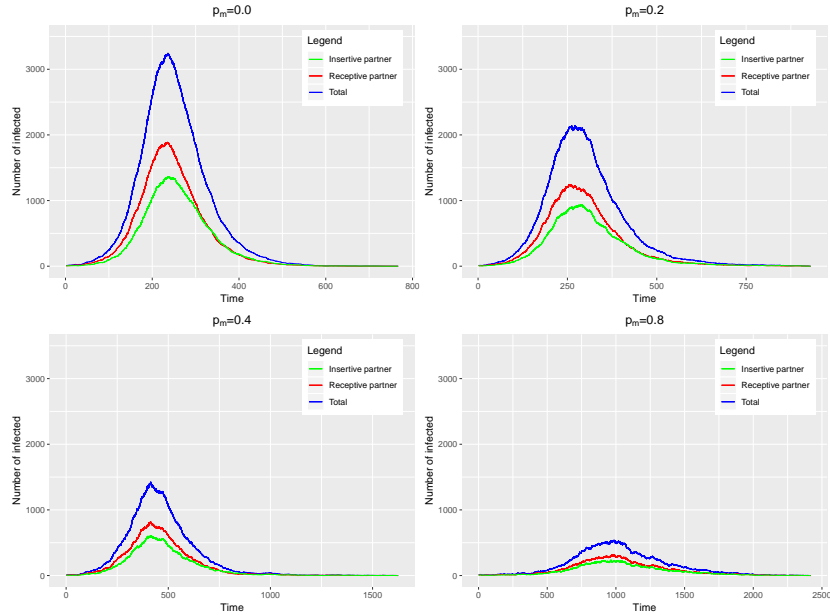 p_m=0.0
Number of infected
3000
2000
1000
0
0 200 400 600 800
Time
Legend
Insertive partner
Receptive partner
Total
p_m=0.2
Number of infected
3000
2000
1000
0
0 250 500 750
Time
Legend
Insertive partner
Receptive partner
Total
p_m=0.4
Number of infected
3000
2000
1000
0
0 500 1000 1500
Time
Legend
Insertive partner
Receptive partner
Total
p_m=0.8
Number of infected
3000
2000
1000
0
0 500 1000 1500 2000 2500
Time
Legend
Insertive partner
Receptive partner
Total